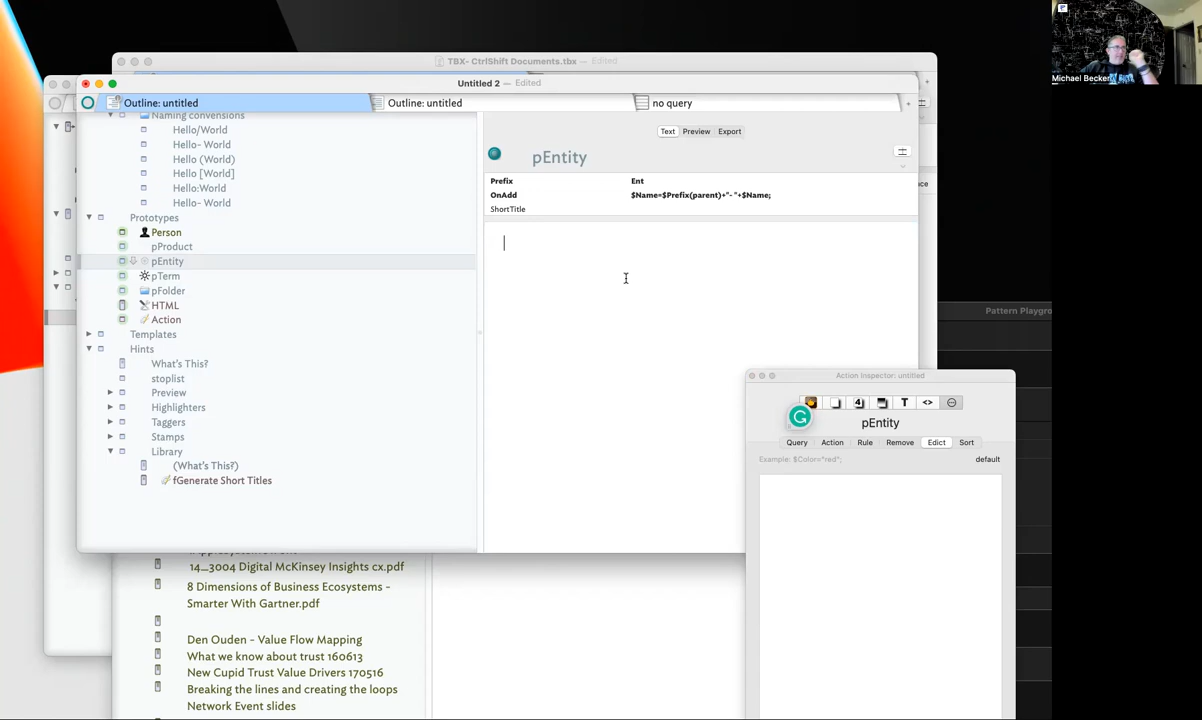 Michael Becker
TBX- CtrlShift Documents.tbx — Edited
Untitled 2 — Edited
Outline: untitled
Outline: untitled
no query
Naming convensions
Hello/World
Hello- World
Hello (World)
Hello [World]
Hello:World
Hello- World
Prototypes
Person
pProduct
pEntity
pTerm
pFolder
HTML
Action
Templates
Hints
What's This?
stoplist
Preview
Highlighters
Taggers
Stamps
Library
(What's This?)
fGenerate Short Titles
Text Preview Export
pEntity
Prefix Ent
OnAdd $Name=$Prefix(parent)+"- "+$Name;
ShortTitle
Pattern Playgro
Action Inspector: untitled
T <>
pEntity
Query Action Rule Remove Edict Sort
Example: $Color="red"; default
14_3004 Digital McKinsey Insights cx.pdf
8 Dimensions of Business Ecosystems -
Smarter With Gartner.pdf
Den Ouden - Value Flow Mapping
What we know about trust 160613
New Cupid Trust Value Drivers 170516
Breaking the lines and creating the loops
Network Event slides